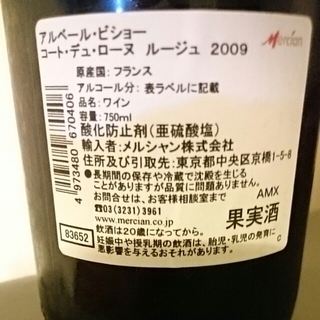 アルベール・ビショー
Mercian
コート・デュ・ローヌ ルージュ 2009
原産国：フランス
アルコール分：表ラベルに記載
品名：ワイン
容量：750ml
酸化防止剤（亜硫酸塩）
輸入者：メルシャン株式会社
住所及び引取先：東京都中央区京橋1-5-8
●長期間の保存や冷蔵で沈殿を生じる
ことがありますが品質に問題ありません。
お問合せは、お客様相談室まで
☎03(3231)3961
AMX
www.mercian.co.jp
果実酒
83652
飲酒は20歳になってから。
妊娠中や授乳期の飲酒は、胎児・乳児の発育に
悪影響を与えるおそれがあります。
C
4 973480 670406